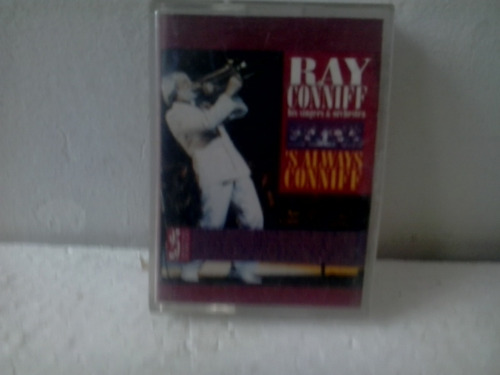 RAY
CONNIFF
his singers & orchestra
'S ALWAYS
CONNIFF